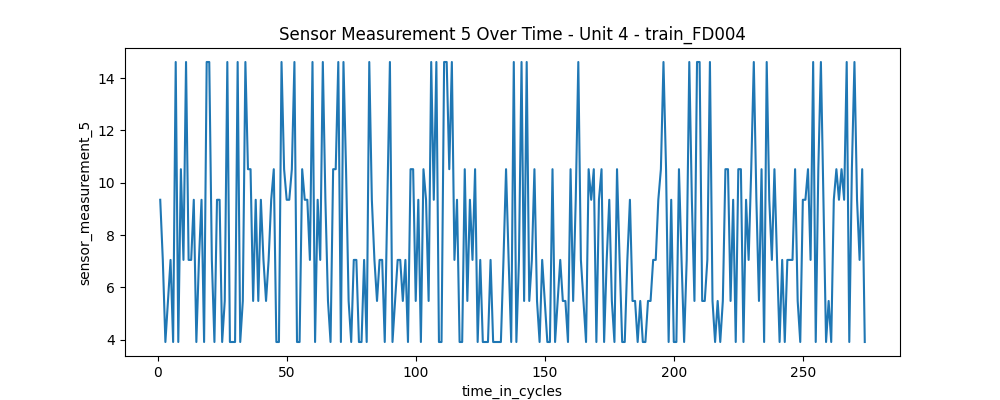 Sensor Measurement 5 Over Time - Unit 4 - train_FD004
sensor_measurement_5
14
12
10
8
6
4
0 50 100 150 200 250
time_in_cycles